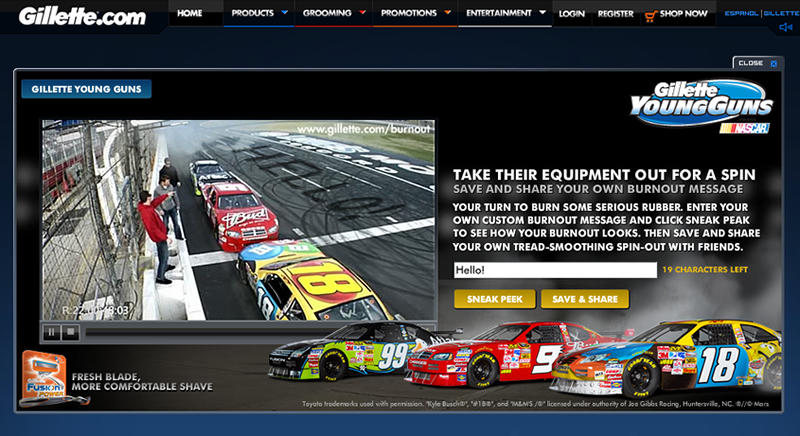 Gillette.com
HOME
PRODUCTS
GROOMING
PROMOTIONS
ENTERTAINMENT
LOGIN
REGISTER
SHOP NOW
ESPANOL | GILLETTE
CLOSE
GILLETTE YOUNG GUNS
Gillette
YOUNG GUNS
NASCAR
www.gillette.com/burnout
Bud
18
TAKE THEIR EQUIPMENT OUT FOR A SPIN
SAVE AND SHARE YOUR OWN BURNOUT MESSAGE
YOUR TURN TO BURN SOME SERIOUS RUBBER. ENTER YOUR
OWN CUSTOM BURNOUT MESSAGE AND CLICK SNEAK PEAK
TO SEE HOW YOUR BURNOUT LOOKS. THEN SAVE AND SHARE
YOUR OWN TREAD-SMOOTHING SPIN-OUT WITH FRIENDS.
Hello!
19 CHARACTERS LEFT
SNEAK PEEK
SAVE & SHARE
99
9
18
Fusion
POWER
FRESH BLADE,
MORE COMFORTABLE SHAVE
Toyota trademarks used with permission. "Kyle Busch®", "#18®", and "M&M'S /®" licensed under authority of Joe Gibbs Racing, Huntersville, NC. ®//© Mars